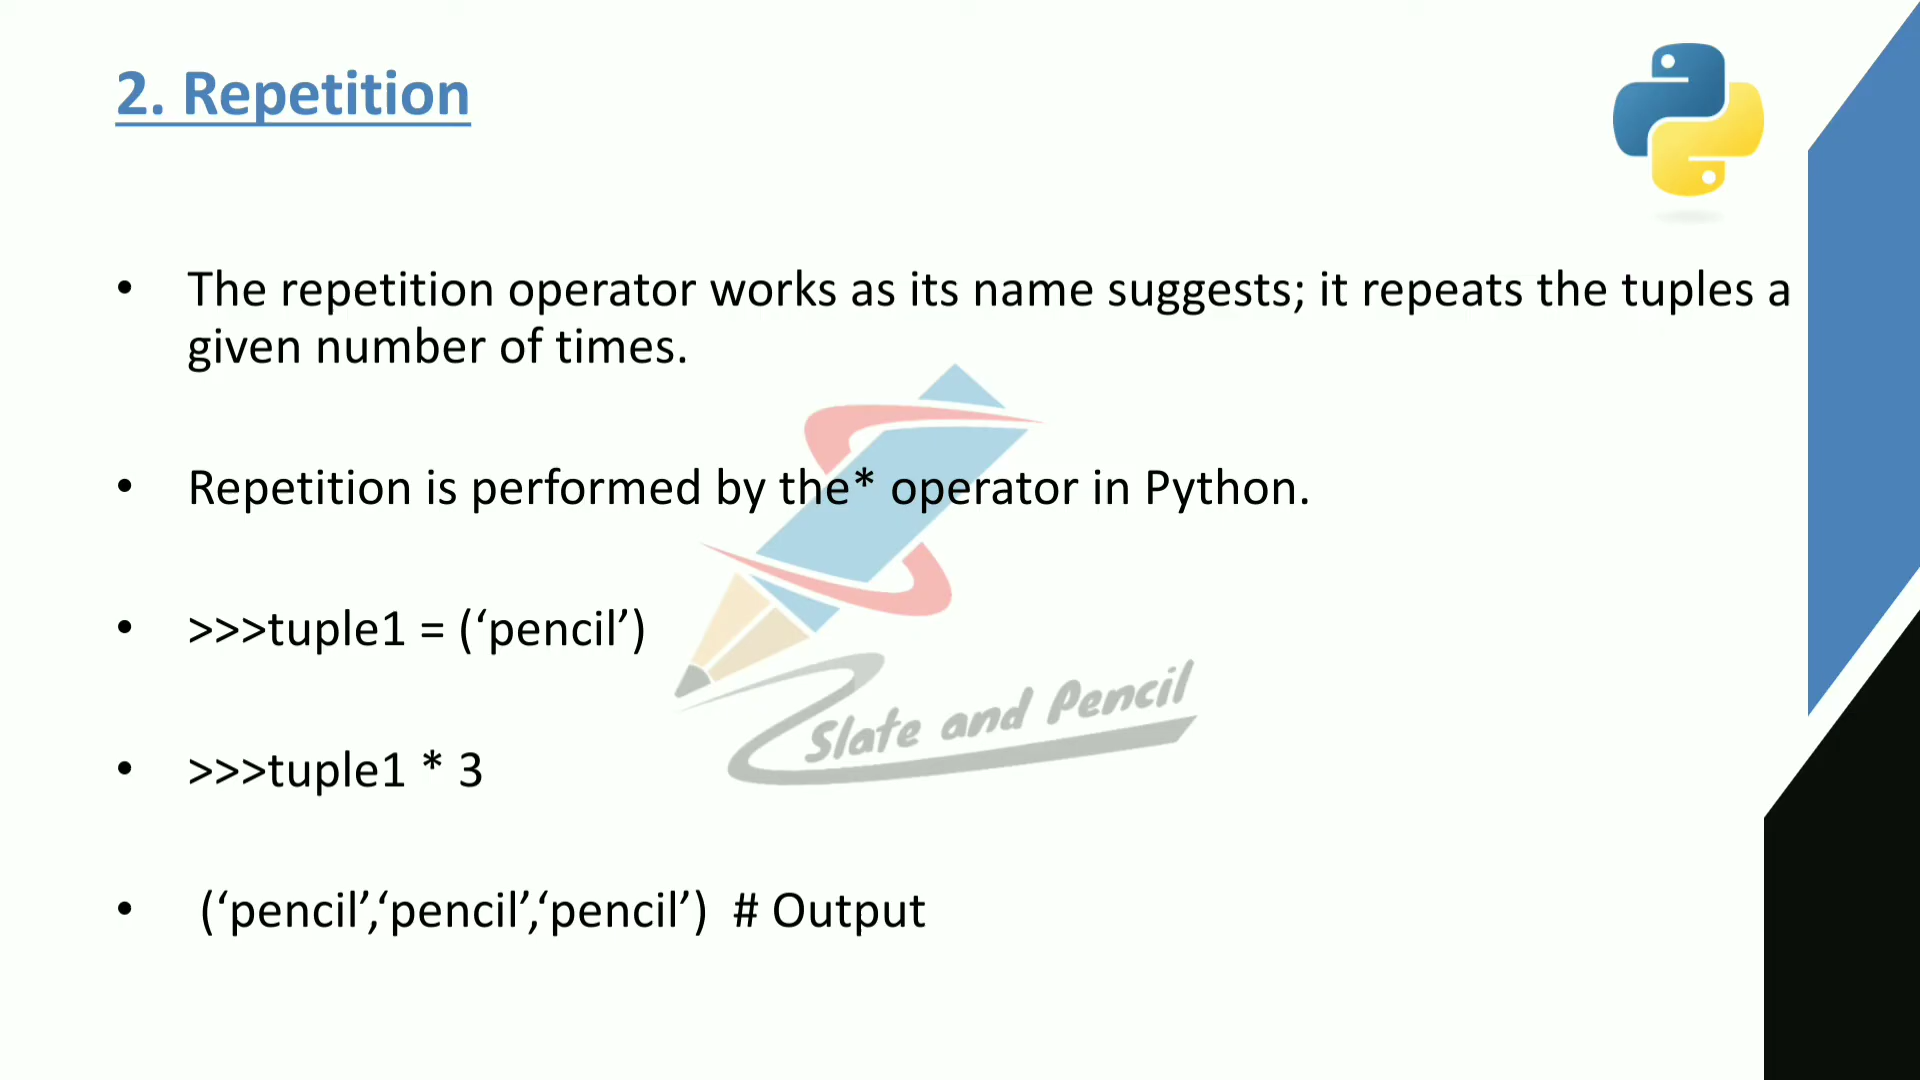 2. Repetition
• The repetition operator works as its name suggests; it repeats the tuples a
given number of times.
• Repetition is performed by the* operator in Python.
• >>>tuple1 = (‘pencil’)
• >>>tuple1 * 3
• (‘pencil’,‘pencil’,‘pencil’) # Output
Slate and Pencil